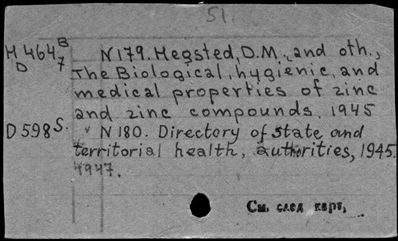 51
H 464 B/7 N179. Hegsted, D.M., and oth.,
D The Biological, hygienic, and
medical properties of zinc
and zinc compounds. 1945
D 598 S. " N 180. Directory of state and
territorial health, authorities, 1945.
1947.
См. след карт,